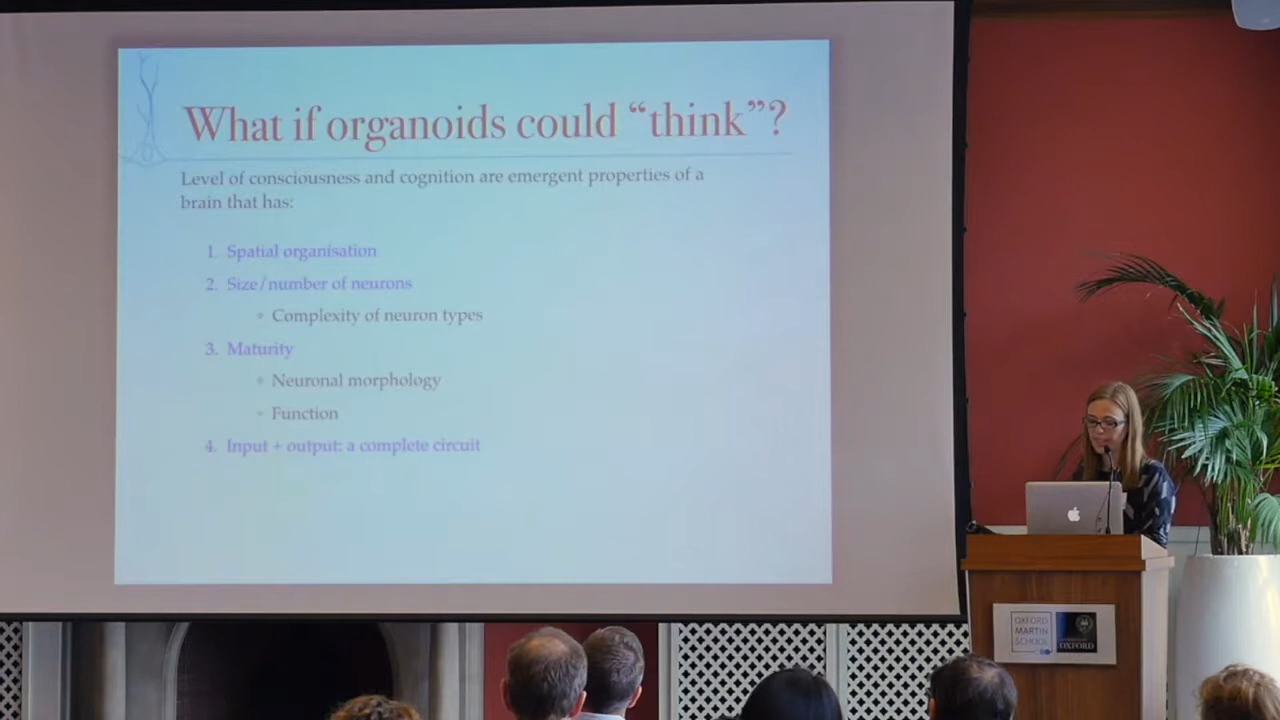 What if organoids could “think”?
Level of consciousness and cognition are emergent properties of a
brain that has:
1. Spatial organisation
2. Size/number of neurons
Complexity of neuron types
3. Maturity
Neuronal morphology
Function
4. Input + output: a complete circuit
OXFORD
MARTIN
SCHOOL
OXFORD